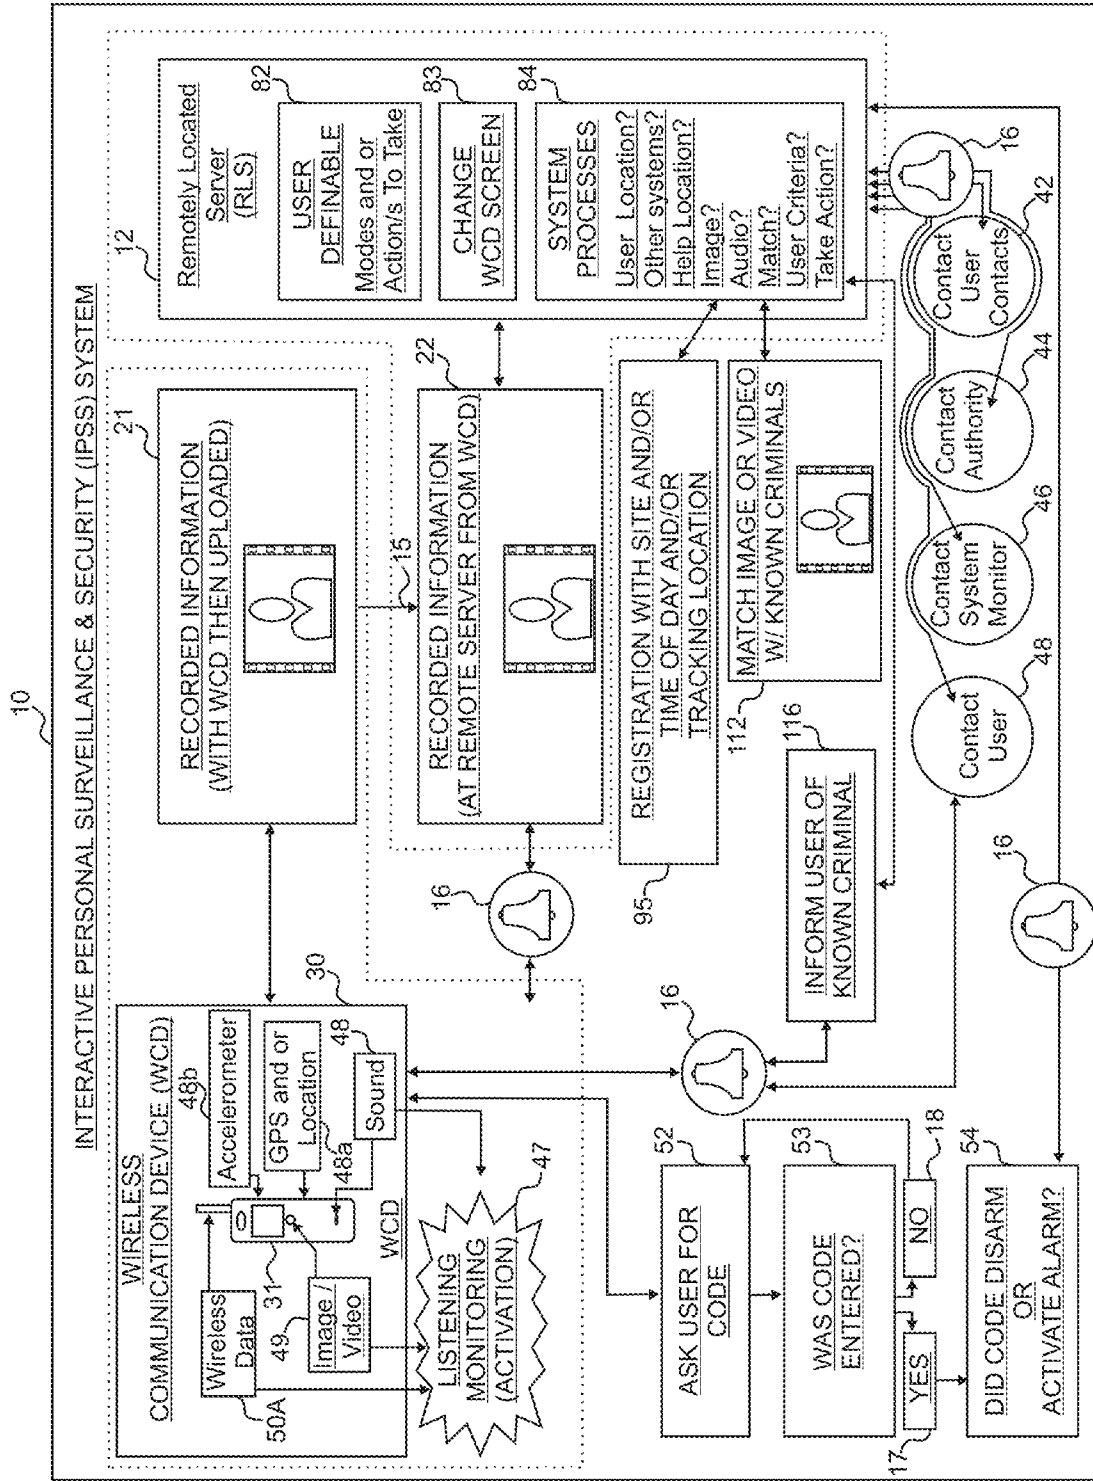 10
INTERACTIVE PERSONAL SURVEILLANCE & SECURITY (IPSS) SYSTEM
WIRELESS
COMMUNICATION DEVICE (WCD)
30
Wireless
Data
50A
31
49
Image /
Video
48b
Accelerometer
GPS and or
Location
48a
48
Sound
WCD
LISTENING
MONITORING
(ACTIVATION)
47
21
RECORDED INFORMATION
(WITH WCD THEN UPLOADED)
15
22
RECORDED INFORMATION
(AT REMOTE SERVER FROM WCD)
16
12
Remotely Located
Server
(RLS)
82
USER
DEFINABLE
Modes and or
Action/s To Take
83
CHANGE
WCD SCREEN
84
SYSTEM
PROCESSES
User Location?
Other systems?
Help Location?
Image?
Audio?
Match?
User Criteria?
Take Action?
REGISTRATION WITH SITE AND/OR
TIME OF DAY AND/OR
TRACKING LOCATION
95
MATCH IMAGE OR VIDEO
W/ KNOWN CRIMINALS
112
116
INFORM USER OF
KNOWN CRIMINAL
16
52
ASK USER FOR
CODE
53
WAS CODE
ENTERED?
YES
17
NO
18
54
DID CODE DISARM
OR
ACTIVATE ALARM?
16
Contact
User
48
Contact
System
Monitor
46
Contact
Authority
44
Contact
User
Contacts
42
16